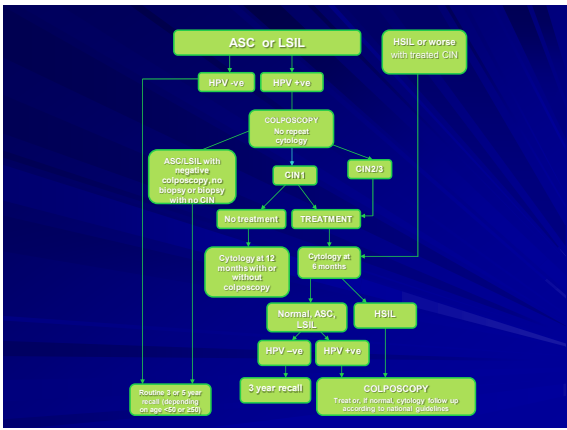 ASC or LSIL
HSIL or worse
with treated CIN
HPV –ve
HPV +ve
COLPOSCOPY
No repeat
cytology
ASC/LSIL with
negative
colposcopy, no
biopsy or biopsy
with no CIN
CIN1
CIN2/3
No treatment
TREATMENT
Cytology at 12
months with or
without
colposcopy
Cytology at
6 months
Normal, ASC,
LSIL
HSIL
HPV –ve
HPV +ve
Routine 3 or 5 year
recall (depending
on age <50 or ≥50)
3 year recall
COLPOSCOPY
Treat or, if normal, cytology follow up
according to national guidelines